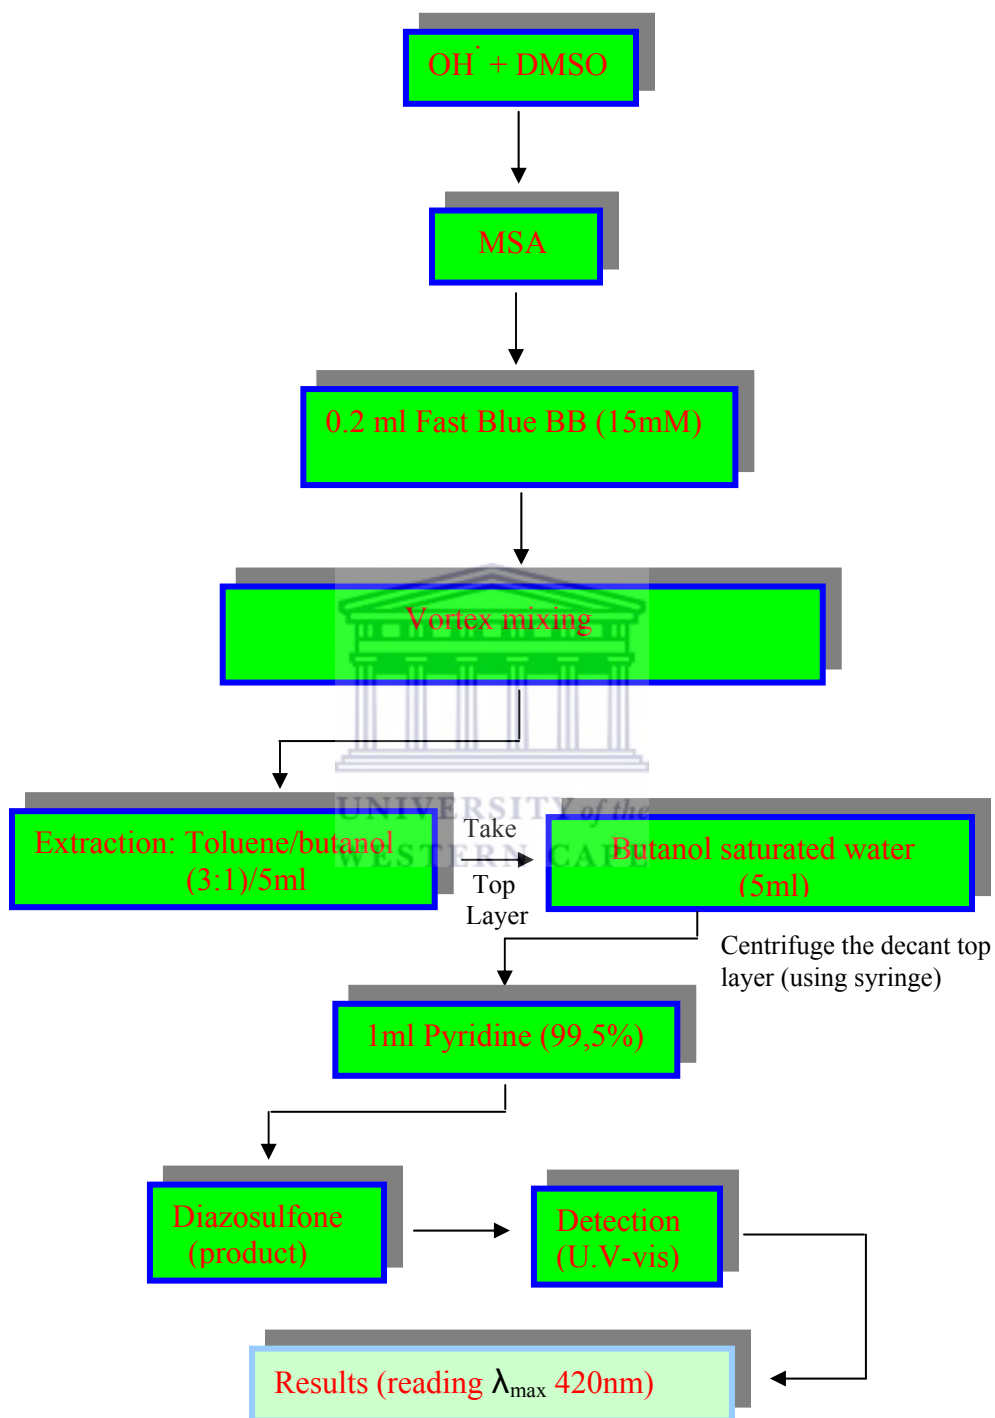 OH˙ + DMSO
MSA
0.2 ml Fast Blue BB (15mM)
Vortex mixing
UNIVERSITY of the
WESTERN CAPE
Extraction: Toluene/butanol
(3:1)/5ml
Take
Top
Layer
Butanol saturated water
(5ml)
Centrifuge the decant top
layer (using syringe)
1ml Pyridine (99,5%)
Diazosulfone
(product)
Detection
(U.V-vis)
Results (reading λmax 420nm)